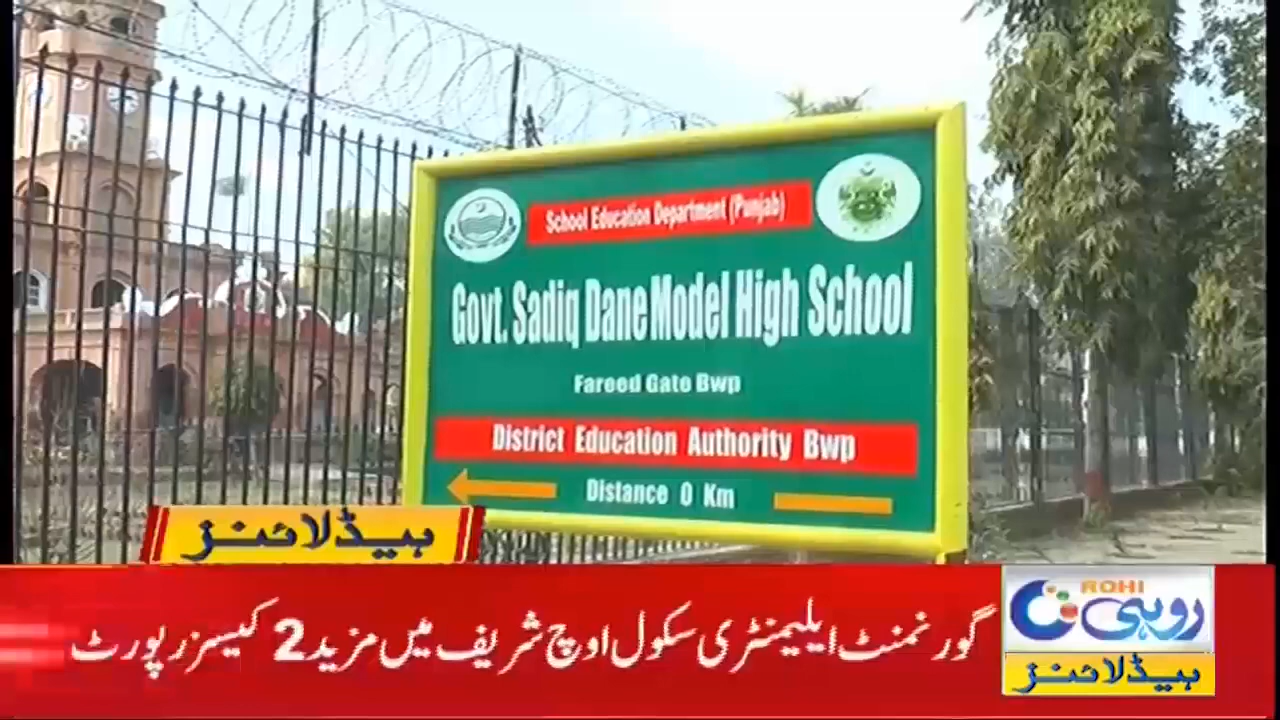 School Education Department (Punjab)
Govt. Sadiq Dane Model High School
Fareed Gate Bwp
District Education Authority Bwp
Distance 0 Km
ہیڈلائنز
گورنمنٹ ایلیمنٹری سکول اوچ شریف میں مزید 2 کیسز رپورٹ
ROHI
روہی
ہیڈلائنز